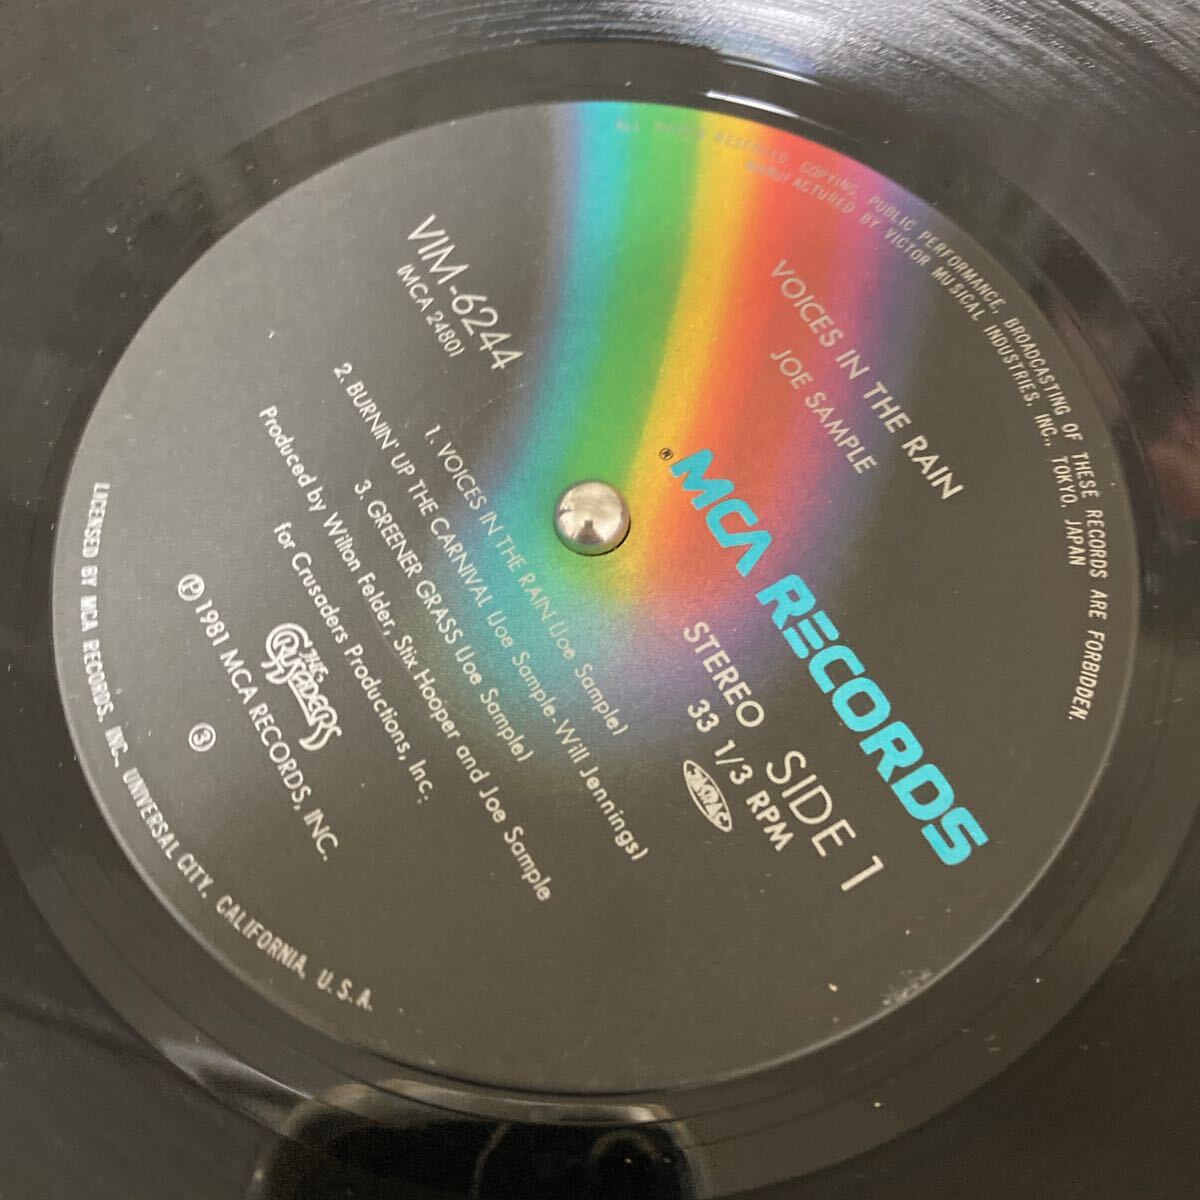 ALL RIGHTS RESERVED. COPYING, PUBLIC PERFORMANCE, BROADCASTING OF THESE RECORDS ARE FORBIDDEN.
MANUFACTURED BY VICTOR MUSICAL INDUSTRIES, INC., TOKYO, JAPAN
VOICES IN THE RAIN
JOE SAMPLE
MCA RECORDS®
VIM-6244
(MCA 2480)
STEREO
33 1/3 RPM
SIDE 1
JASRAC
1. VOICES IN THE RAIN (Joe Sample)
2. BURNIN' UP THE CARNIVAL (Joe Sample-Will Jennings)
3. GREENER GRASS (Joe Sample)
Produced by Wilton Felder, Stix Hooper and Joe Sample
for Crusaders Productions, Inc.
THE CRUSADERS
℗ 1981 MCA RECORDS, INC.
③
LICENSED BY MCA RECORDS, INC., UNIVERSAL CITY, CALIFORNIA, U.S.A.